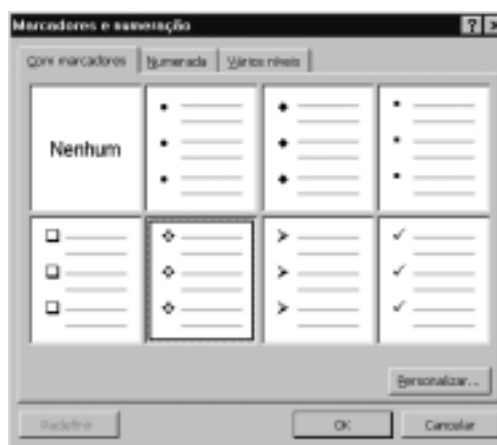 Marcadores e numeração
Com marcadores Numerada Vários níveis
Nenhum
Personalizar...
Redefinir OK Cancelar